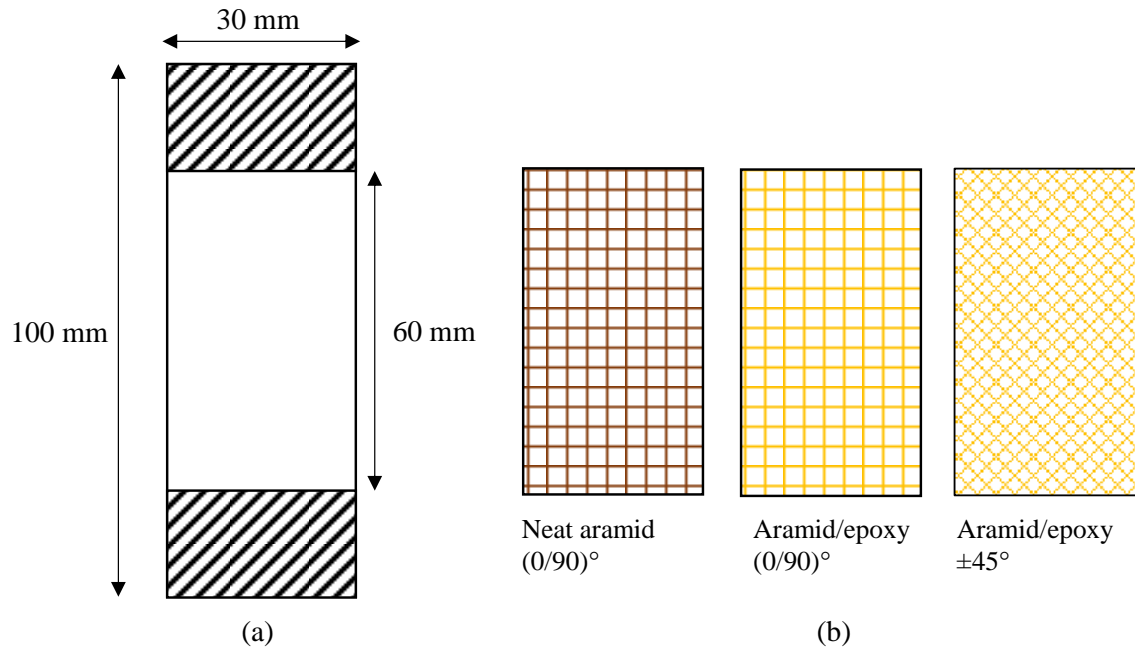 30 mm
100 mm
60 mm
Neat aramid
(0/90)°
Aramid/epoxy
(0/90)°
Aramid/epoxy
±45°
(a)
(b)